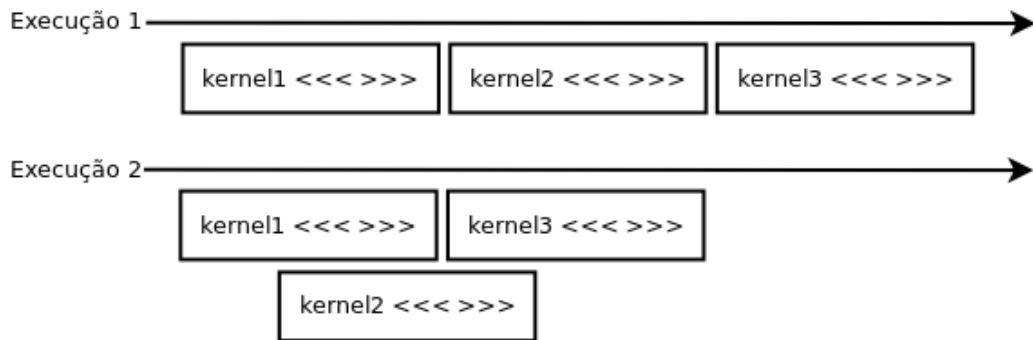 Execução 1
kernel1 <<< >>> kernel2 <<< >>> kernel3 <<< >>>
Execução 2
kernel1 <<< >>> kernel3 <<< >>>
kernel2 <<< >>>